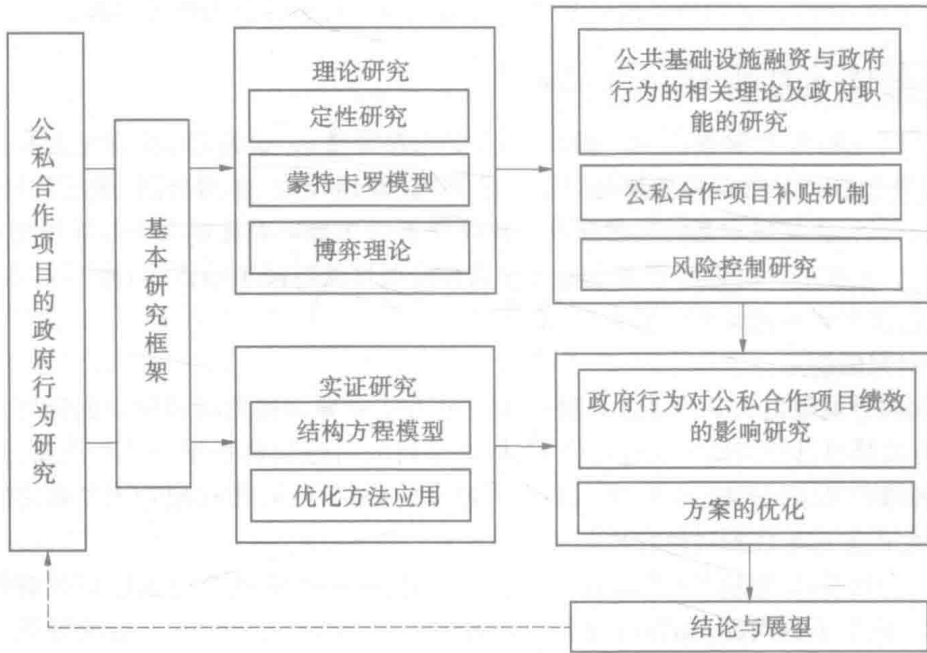 公私合作项目的政府行为研究
基本研究框架
理论研究
定性研究
蒙特卡罗模型
博弈理论
公共基础设施融资与政府
行为的相关理论及政府职
能的研究
公私合作项目补贴机制
风险控制研究
实证研究
结构方程模型
优化方法应用
政府行为对公私合作项目绩效
的影响研究
方案的优化
结论与展望